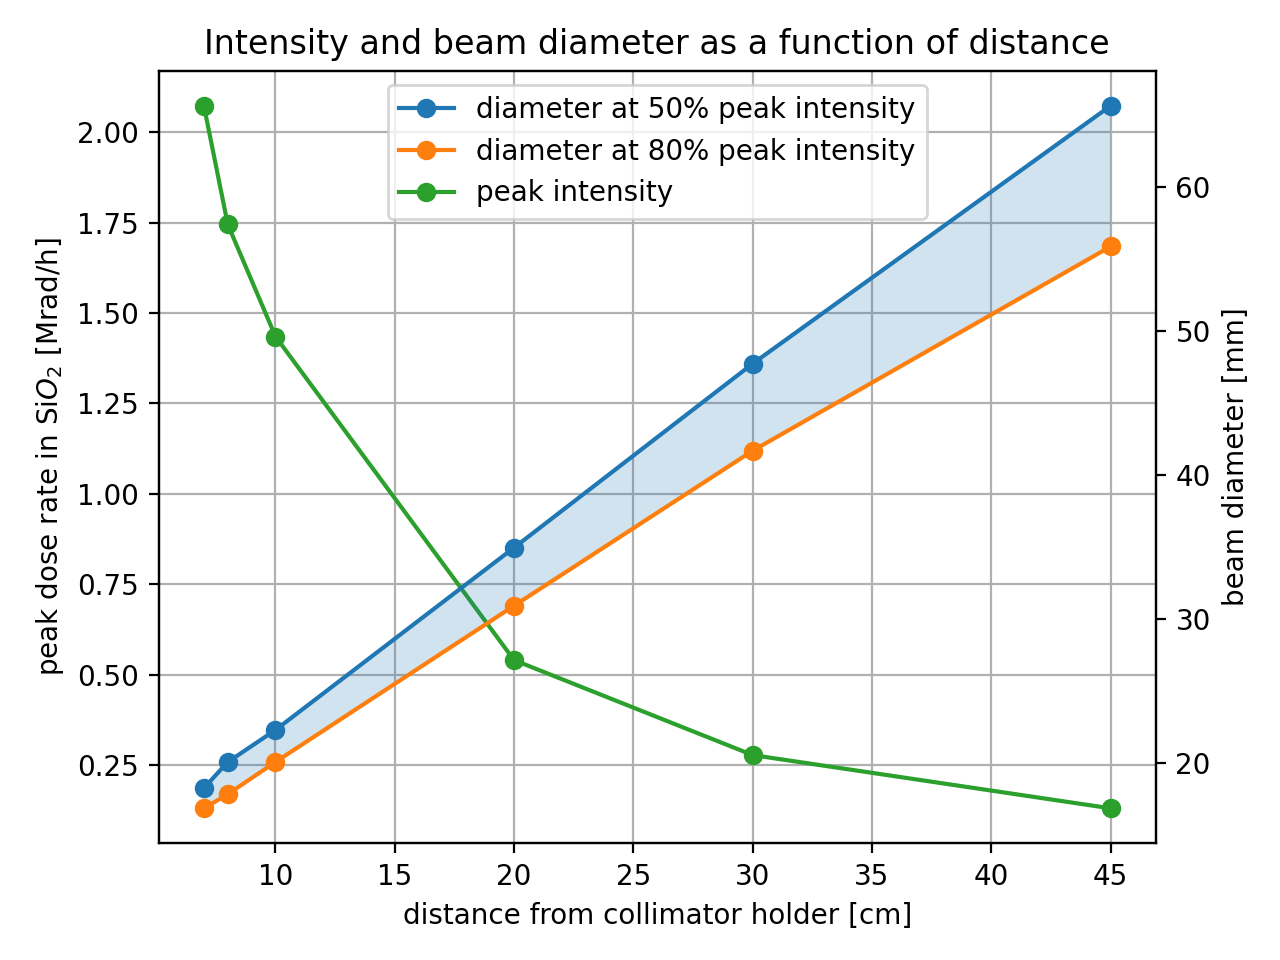 Intensity and beam diameter as a function of distance
diameter at 50% peak intensity
diameter at 80% peak intensity
peak intensity
peak dose rate in SiO₂ [Mrad/h]
2.00
1.75
1.50
1.25
1.00
0.75
0.50
0.25
60
50
40
30
20
beam diameter [mm]
10 15 20 25 30 35 40 45
distance from collimator holder [cm]